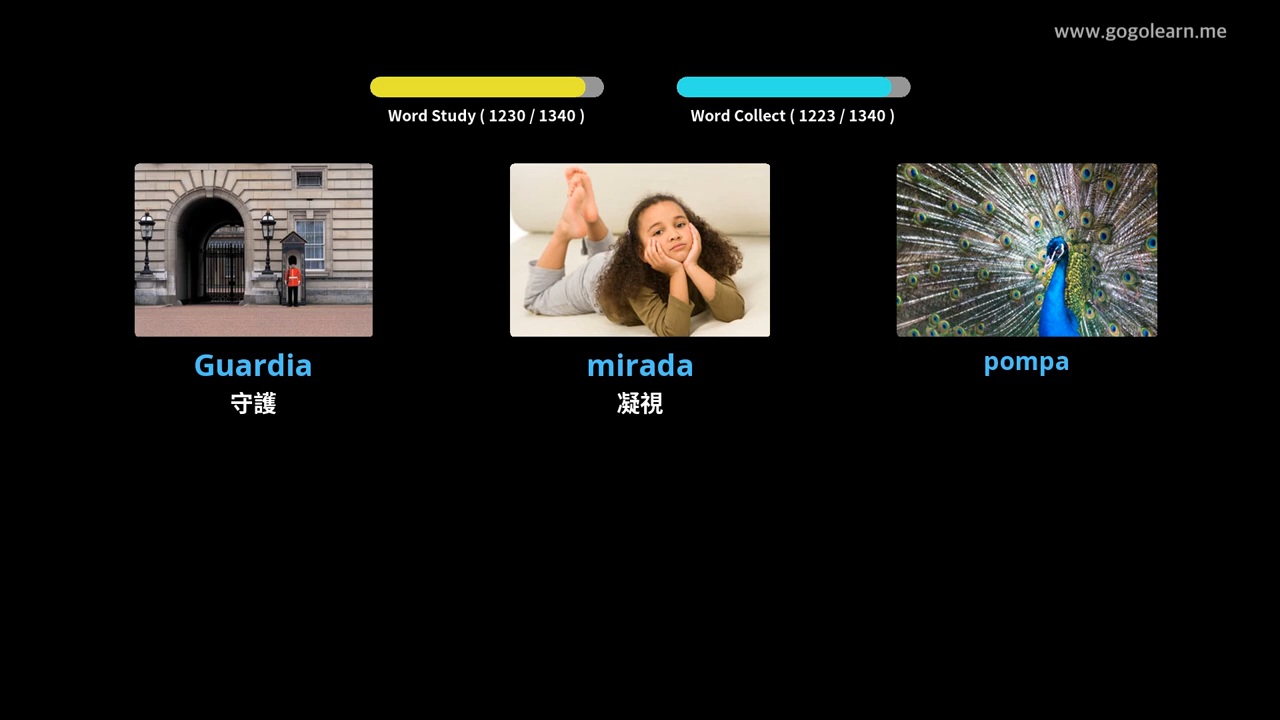 www.gogolearn.me
Word Study ( 1230 / 1340 )
Word Collect ( 1223 / 1340 )
Guardia
守護
mirada
凝視
pompa